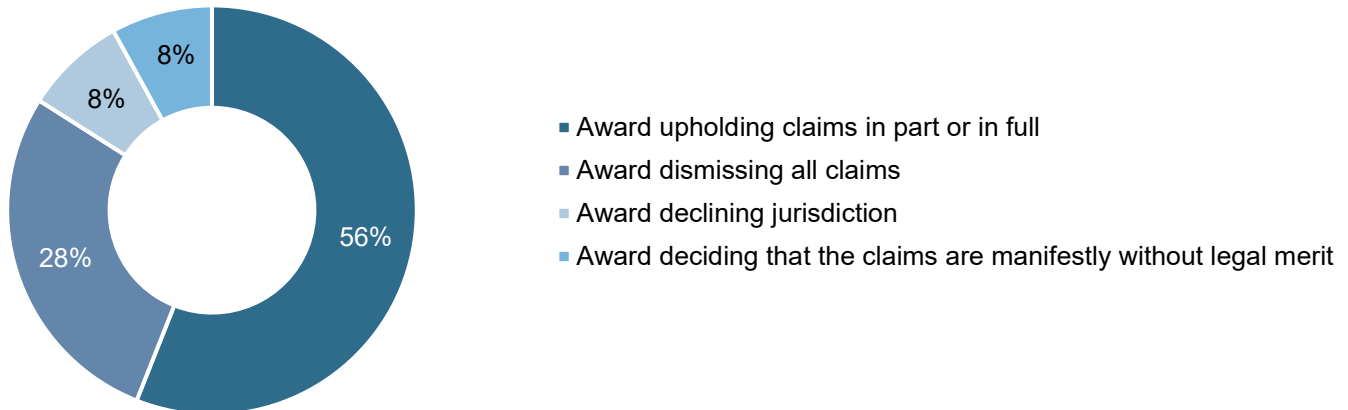 8%
8%
56%
28%
Award upholding claims in part or in full
Award dismissing all claims
Award declining jurisdiction
Award deciding that the claims are manifestly without legal merit